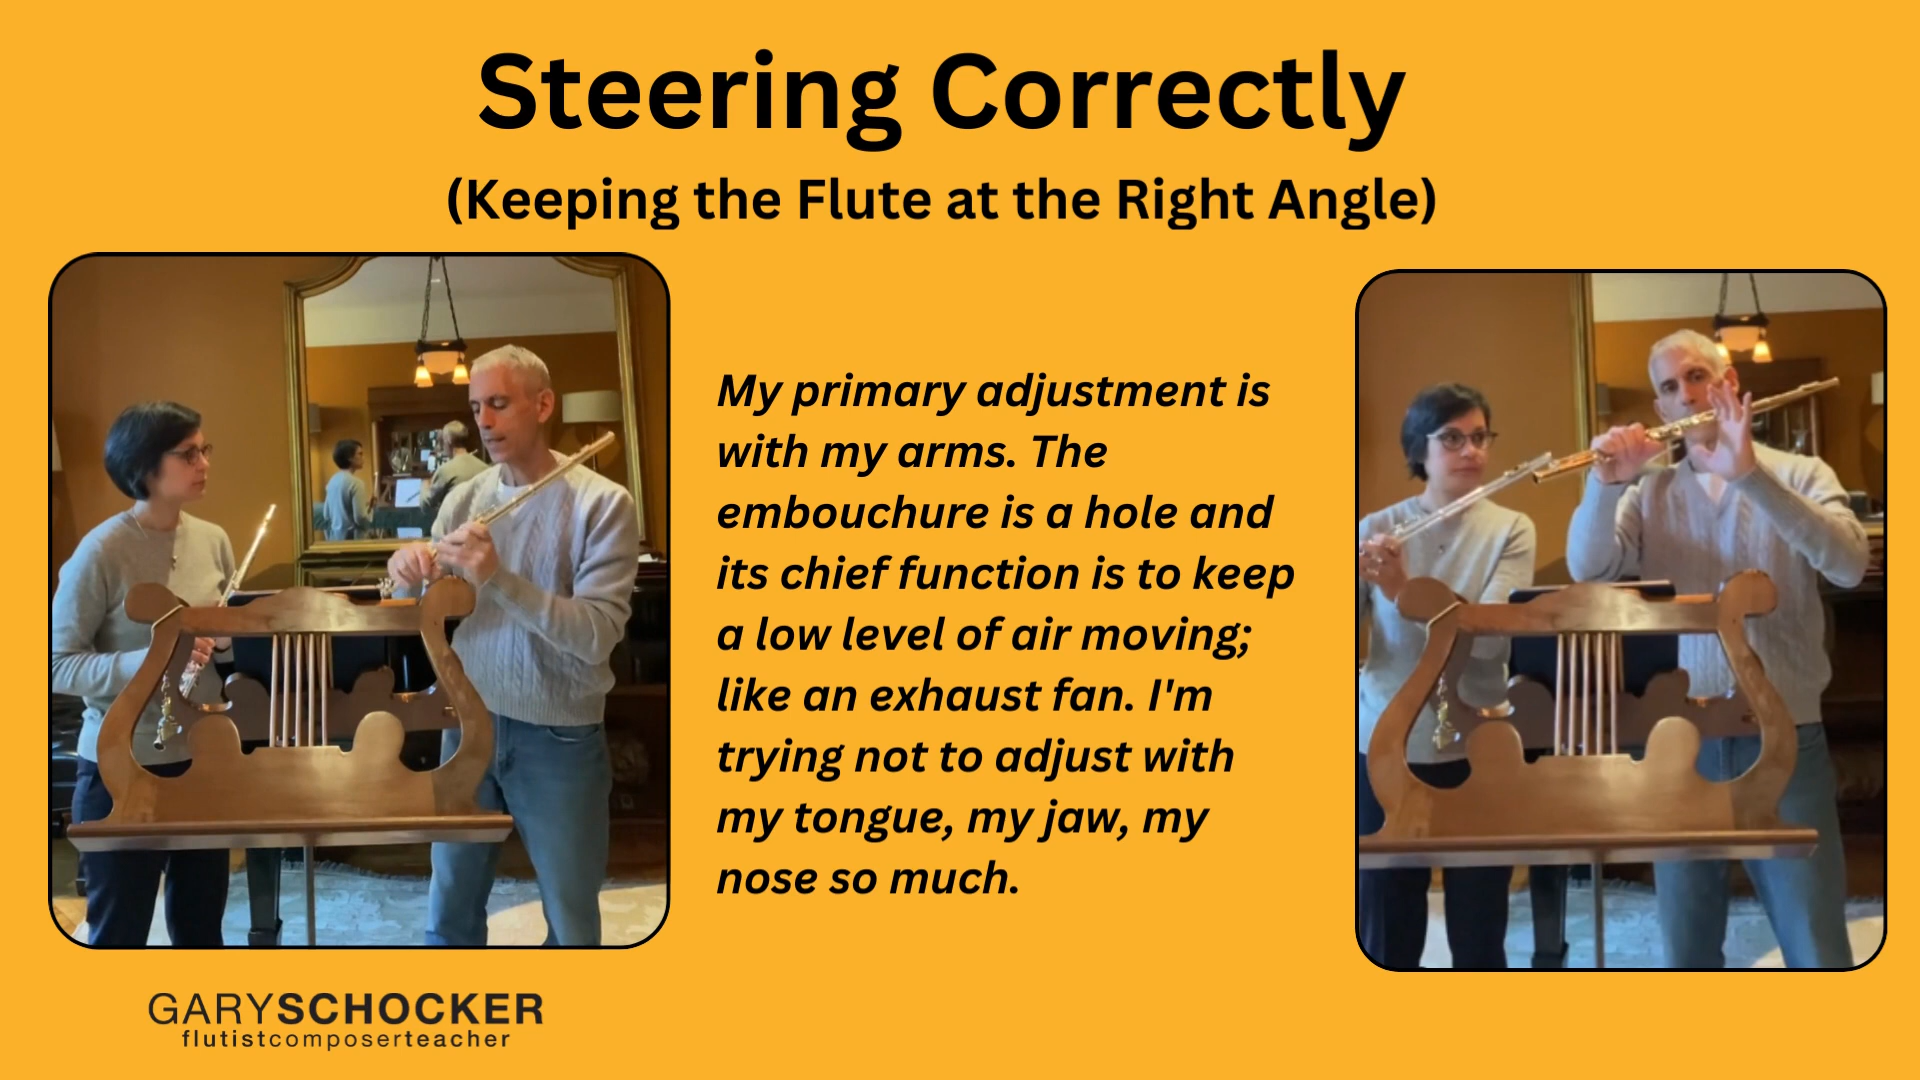 Steering Correctly
(Keeping the Flute at the Right Angle)
My primary adjustment is
with my arms. The
embouchure is a hole and
its chief function is to keep
a low level of air moving;
like an exhaust fan. I'm
trying not to adjust with
my tongue, my jaw, my
nose so much.
GARYSCHOCKER
flutistcomposerteacher